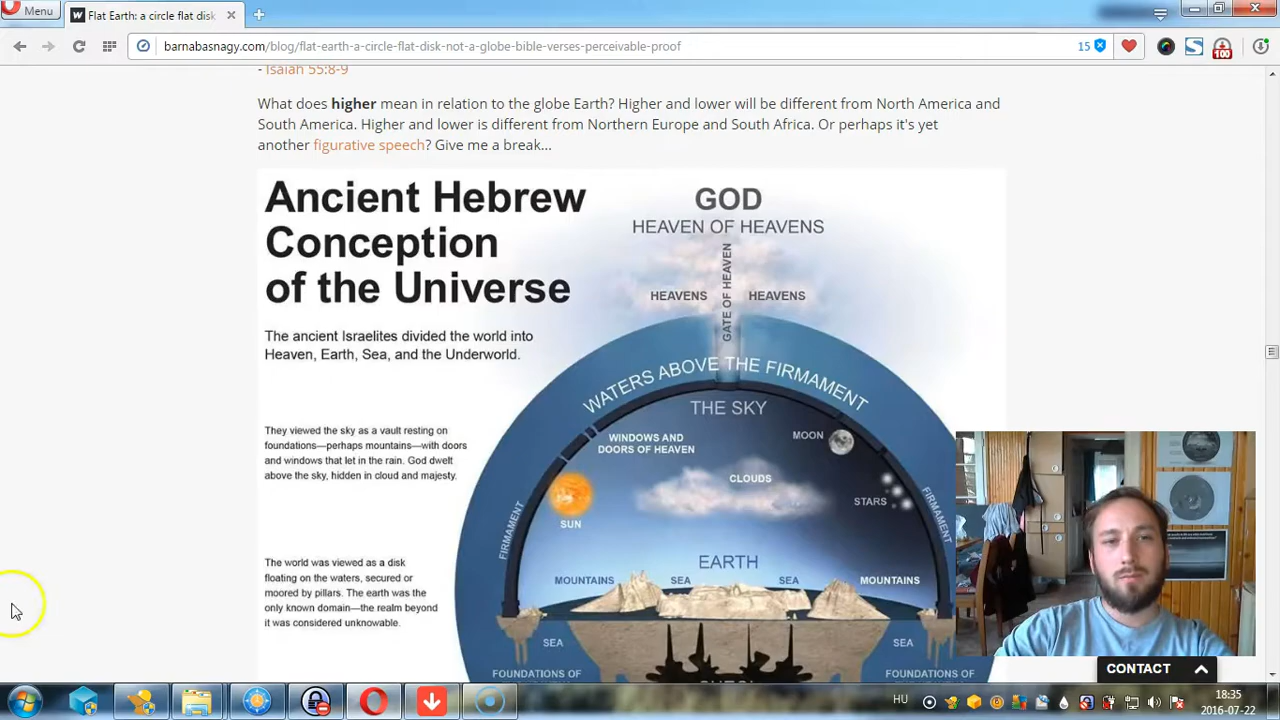 Menu
Flat Earth: a circle flat disk
barnabasnagy.com/blog/flat-earth-a-circle-flat-disk-not-a-globe-bible-verses-perceivable-proof
15
100
- Isaiah 55:8-9
What does higher mean in relation to the globe Earth? Higher and lower will be different from North America and
South America. Higher and lower is different from Northern Europe and South Africa. Or perhaps it's yet
another figurative speech? Give me a break...
Ancient Hebrew
Conception
of the Universe
The ancient Israelites divided the world into
Heaven, Earth, Sea, and the Underworld.
They viewed the sky as a vault resting on
foundations—perhaps mountains—with doors
and windows that let in the rain. God dwelt
above the sky, hidden in cloud and majesty.
The world was viewed as a disk
floating on the waters, secured or
moored by pillars. The earth was the
only known domain—the realm beyond
it was considered unknowable.
GOD
HEAVEN OF HEAVENS
HEAVENS
GATE OF HEAVEN
HEAVENS
WATERS ABOVE THE FIRMAMENT
THE SKY
WINDOWS AND
DOORS OF HEAVEN
MOON
CLOUDS
STARS
SUN
FIRMAMENT
FIRMAMENT
EARTH
MOUNTAINS
SEA
SEA
MOUNTAINS
SEA
SEA
FOUNDATIONS OF
FOUNDATIONS OF
CONTACT
HU
18:35
2016-07-22